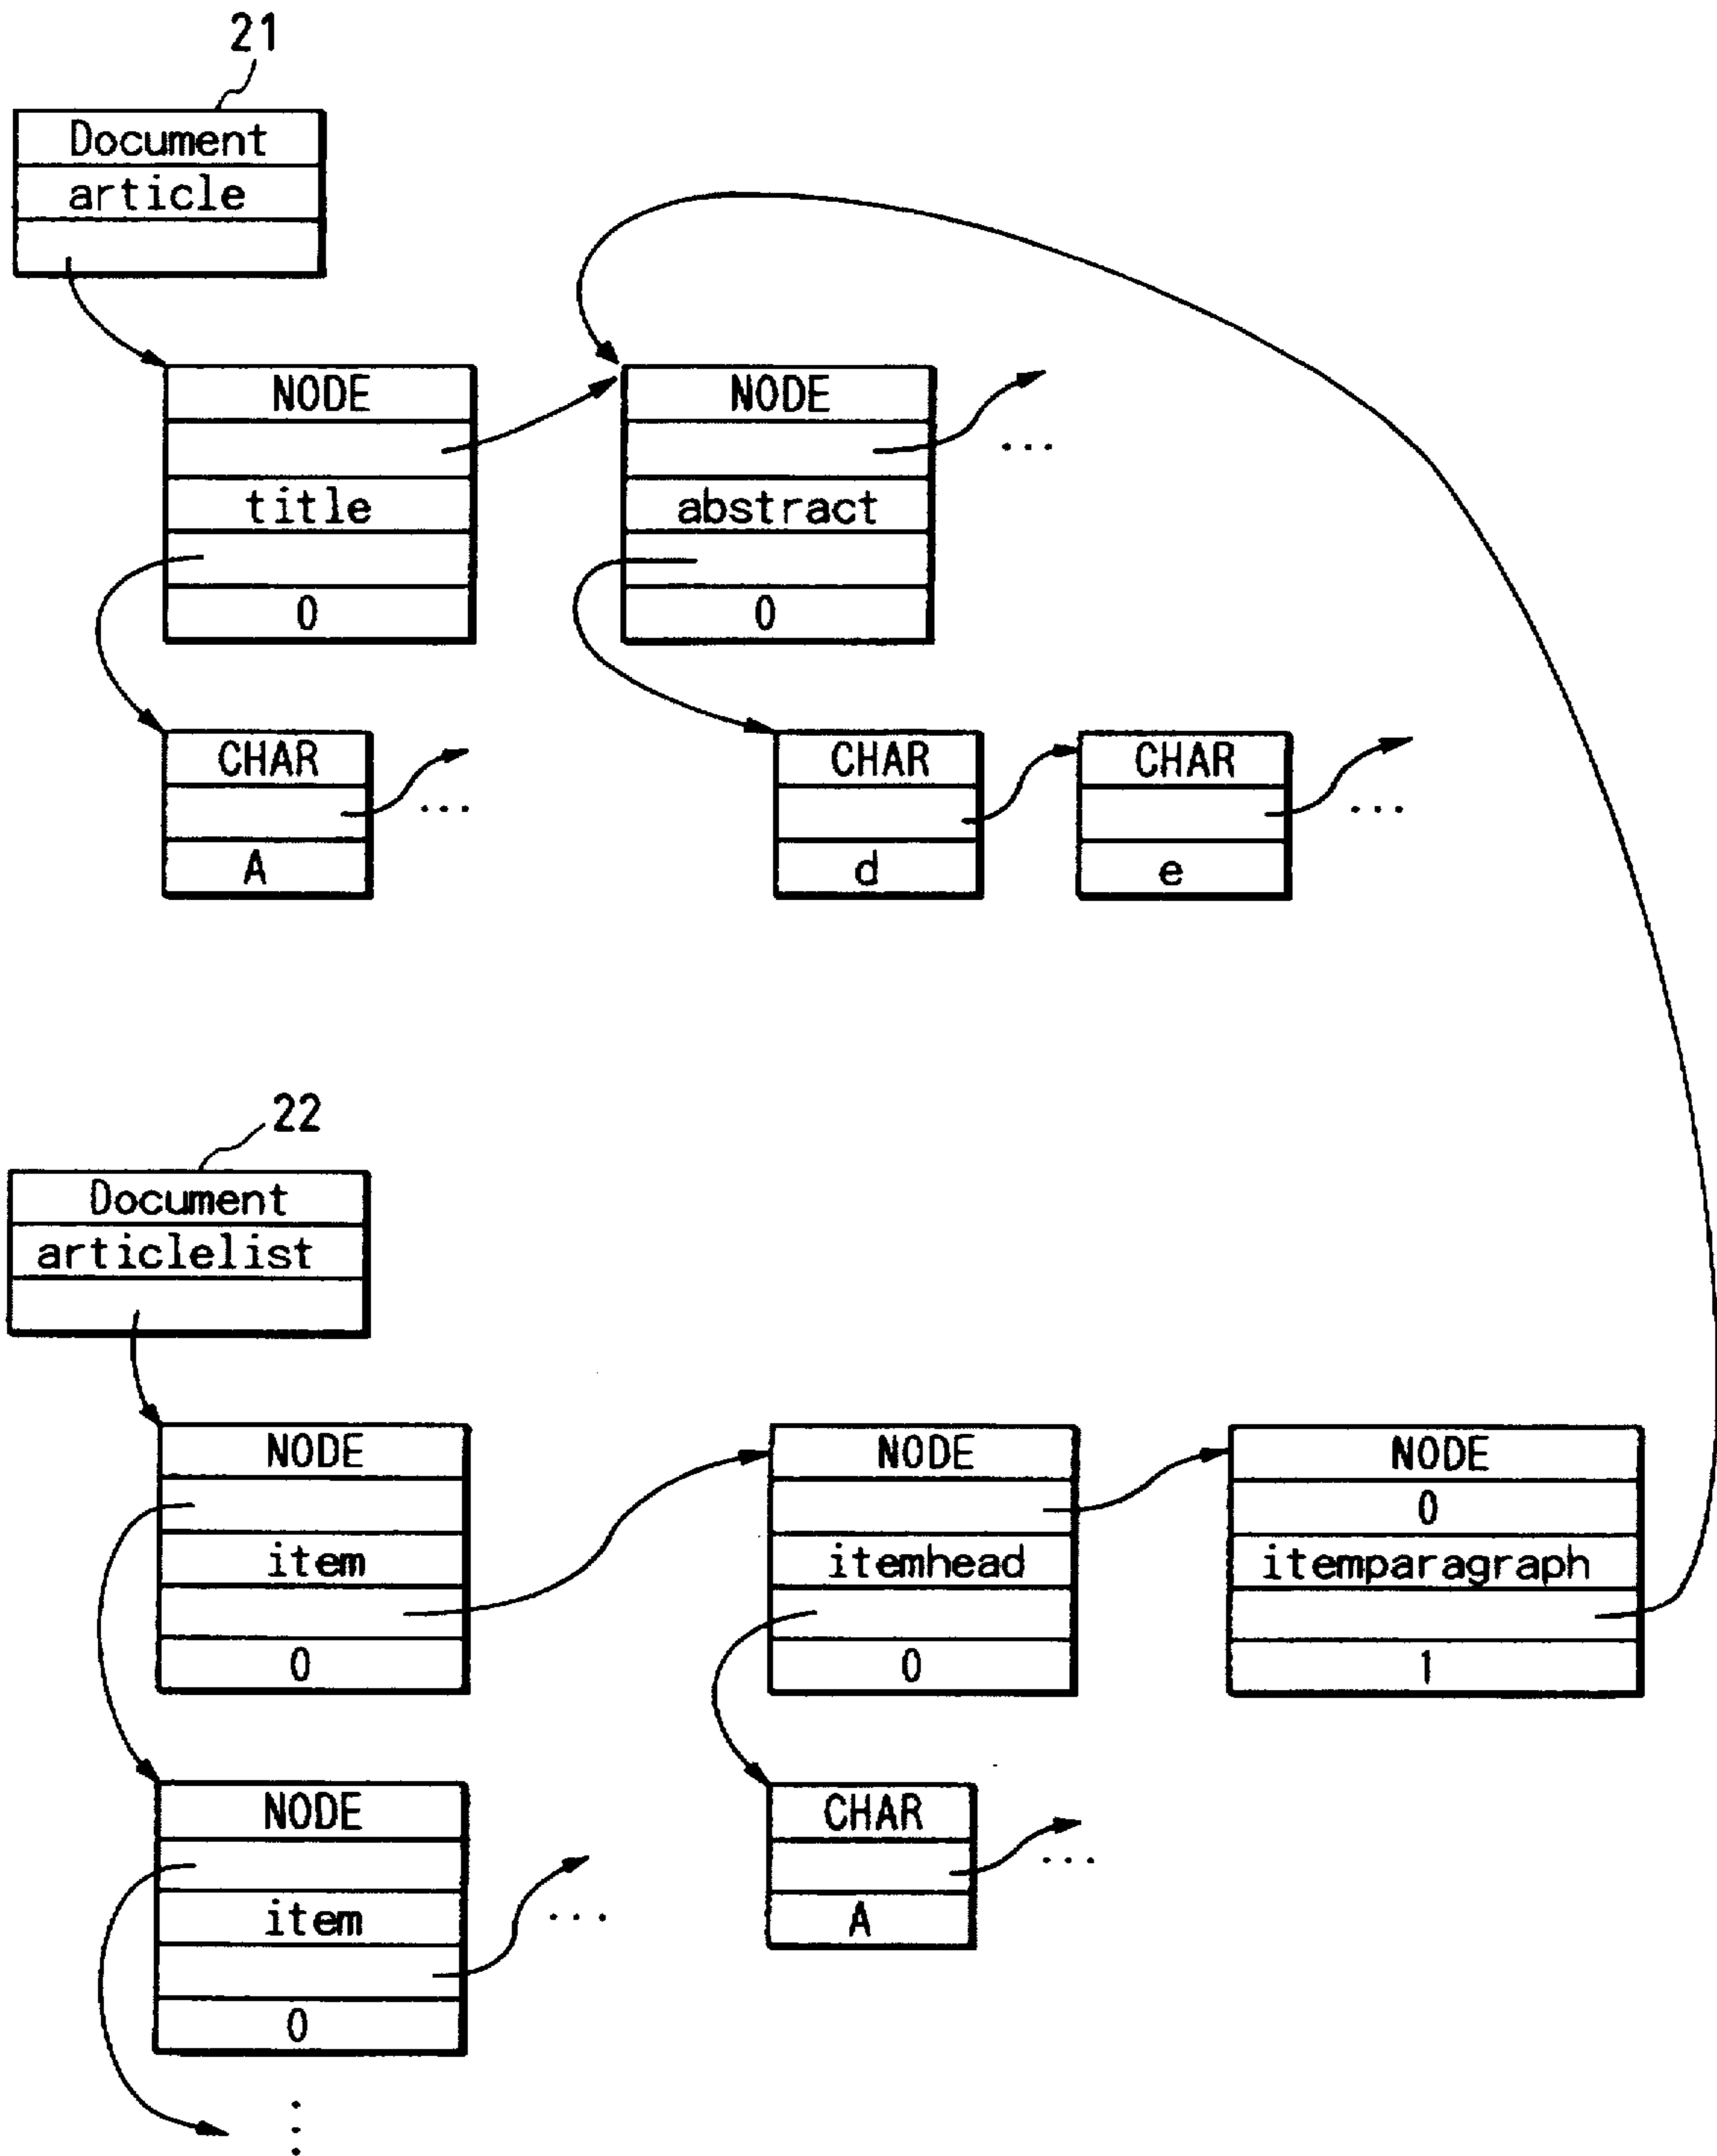 21
Document
article
NODE
title
0
NODE
...
abstract
0
CHAR
...
A
CHAR
d
CHAR
...
e
22
Document
articlelist
NODE
item
0
NODE
itemhead
0
NODE
0
itemparagraph
1
NODE
item
...
0
CHAR
...
A